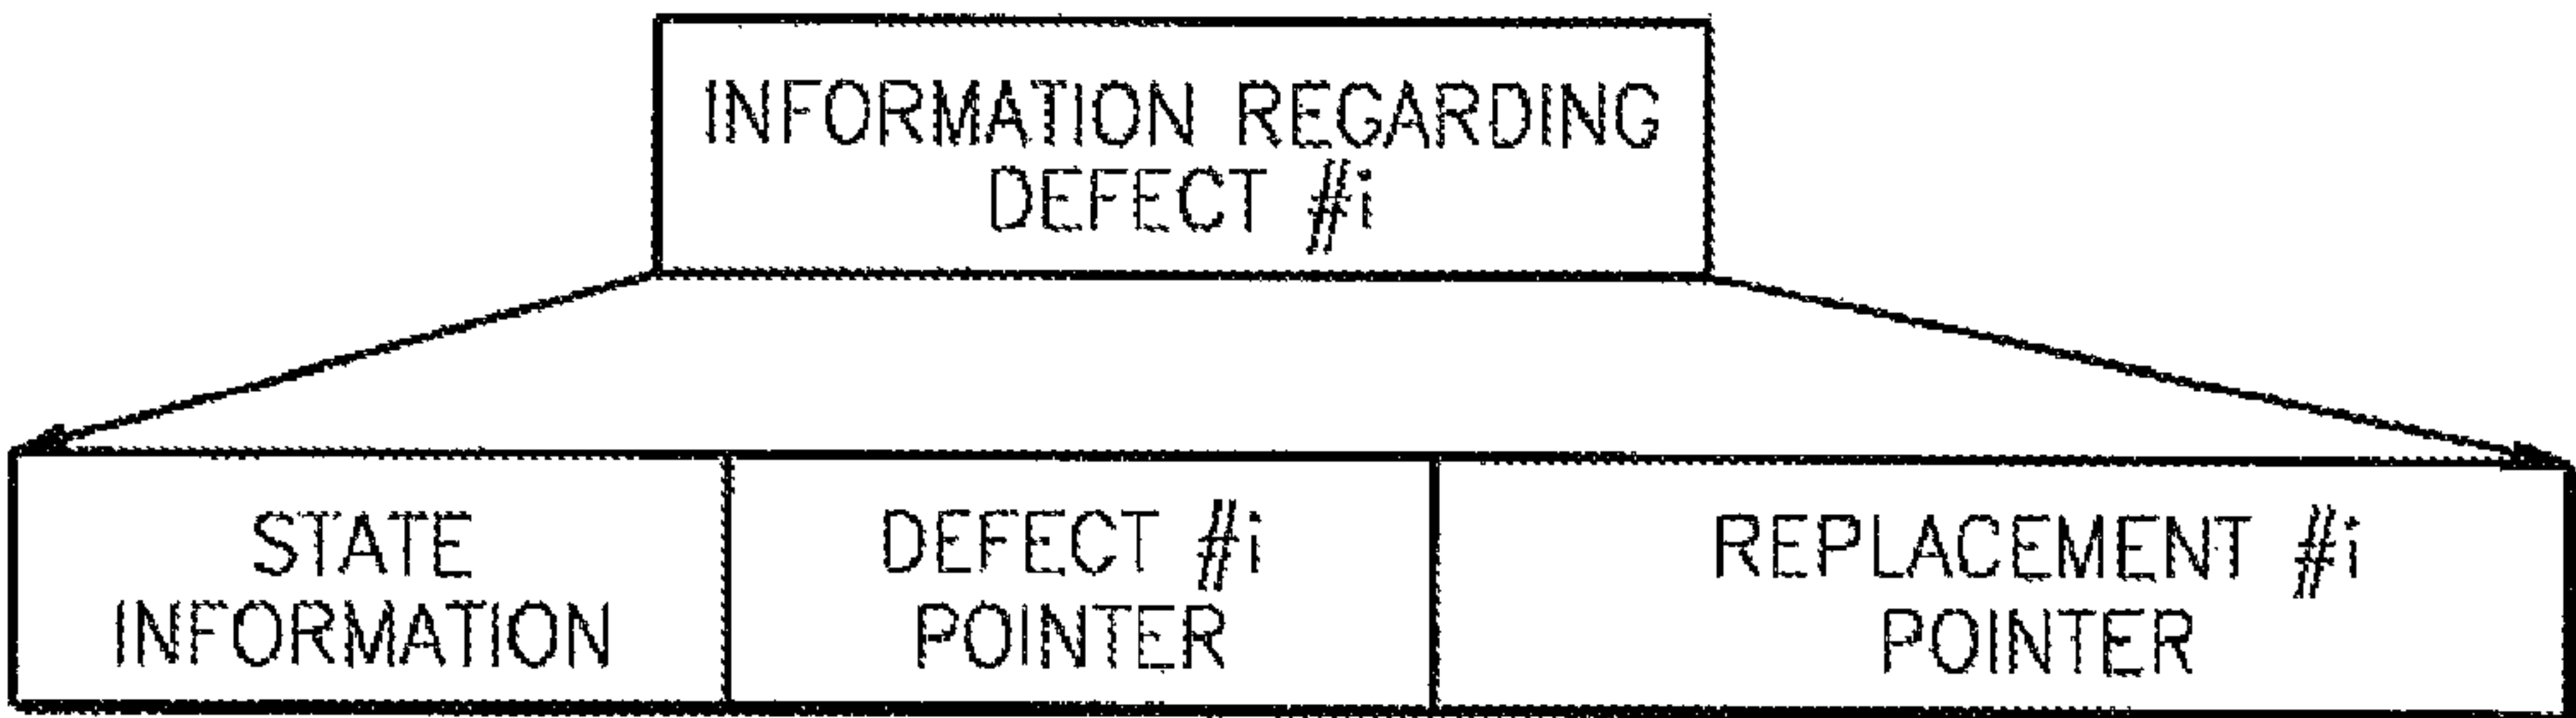 INFORMATION REGARDING
DEFECT #i
STATE
INFORMATION
DEFECT #i
POINTER
REPLACEMENT #i
POINTER